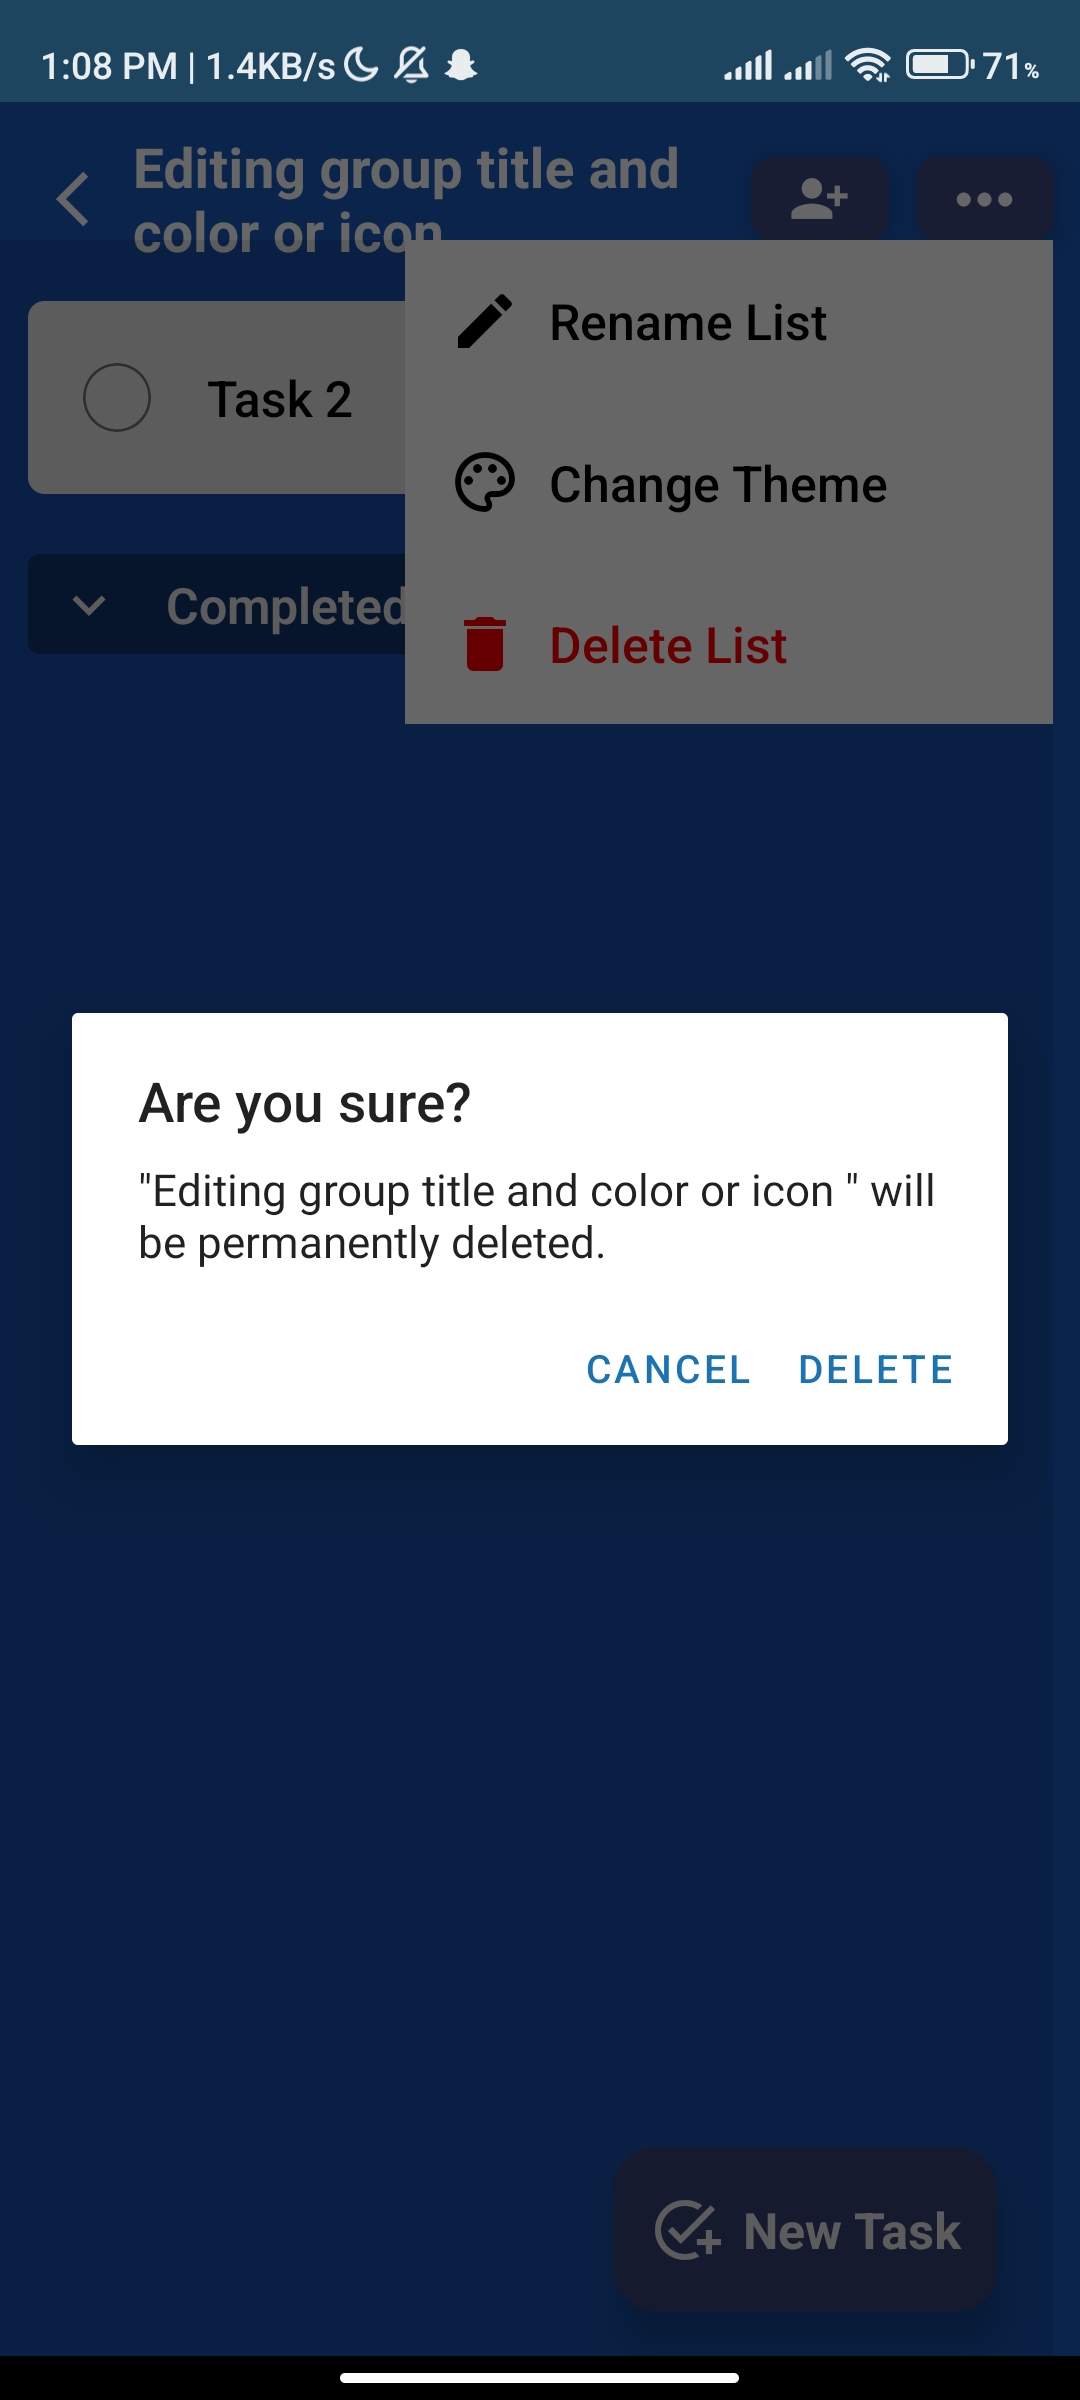 1:08 PM | 1.4KB/s 71%
Editing group title and
color or icon
Rename List
Task 2
Change Theme
Completed
Delete List
Are you sure?
"Editing group title and color or icon " will
be permanently deleted.
CANCEL DELETE
New Task